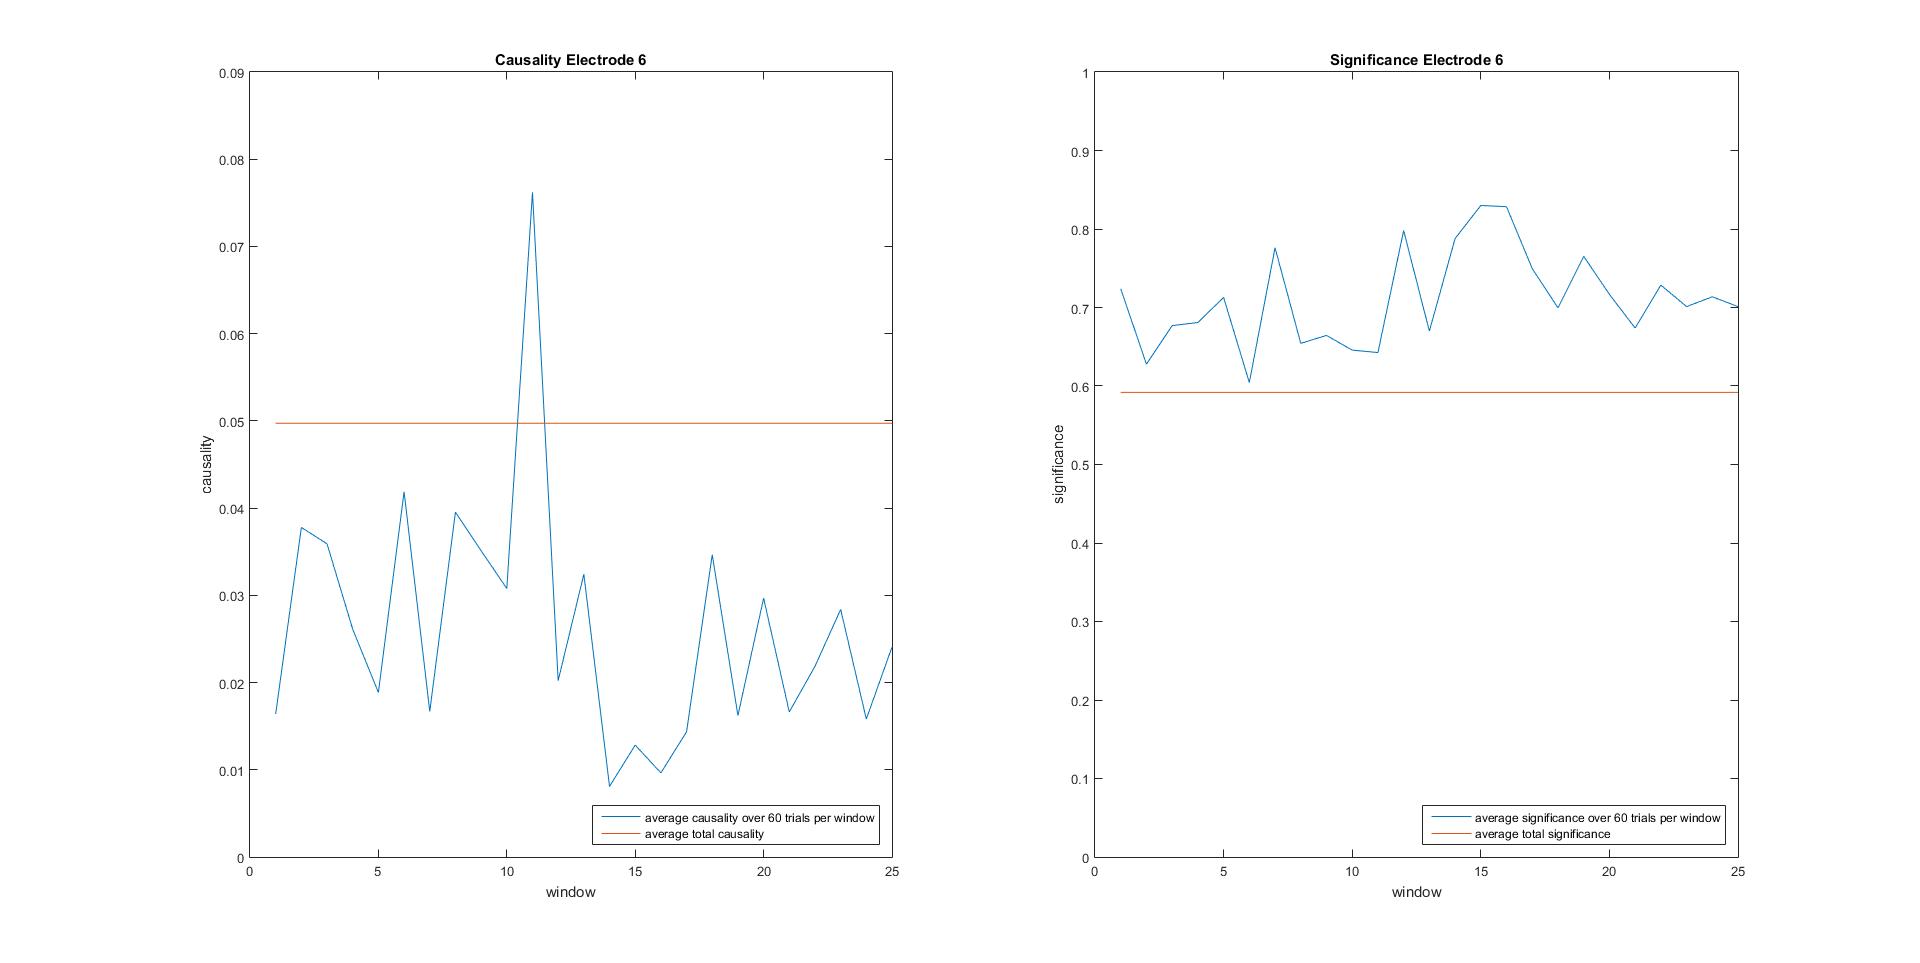 Causality Electrode 6
0.09
0.08
0.07
0.06
0.05
0.04
0.03
0.02
0.01
0
causality
0 5 10 15 20 25
window
average causality over 60 trials per window
average total causality
Significance Electrode 6
1
0.9
0.8
0.7
0.6
0.5
0.4
0.3
0.2
0.1
0
significance
0 5 10 15 20 25
window
average significance over 60 trials per window
average total significance